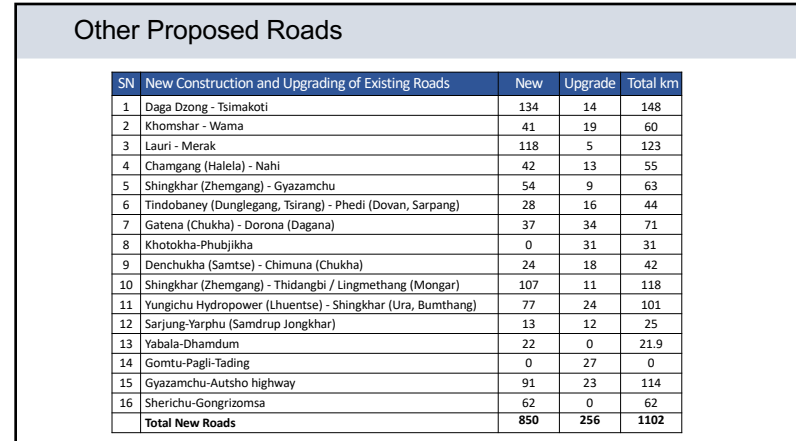 Other Proposed Roads
SN New Construction and Upgrading of Existing Roads New Upgrade Total km
1 Daga Dzong - Tsimakoti 134 14 148
2 Khomshar - Wama 41 19 60
3 Lauri - Merak 118 5 123
4 Chamgang (Halela) - Nahi 42 13 55
5 Shingkhar (Zhemgang) - Gyazamchu 54 9 63
6 Tindobaney (Dunglegang, Tsirang) - Phedi (Dovan, Sarpang) 28 16 44
7 Gatena (Chukha) - Dorona (Dagana) 37 34 71
8 Khotokha-Phubjikha 0 31 31
9 Denchukha (Samtse) - Chimuna (Chukha) 24 18 42
10 Shingkhar (Zhemgang) - Thidangbi / Lingmethang (Mongar) 107 11 118
11 Yungichu Hydropower (Lhuentse) - Shingkhar (Ura, Bumthang) 77 24 101
12 Sarjung-Yarphu (Samdrup Jongkhar) 13 12 25
13 Yabala-Dhamdum 22 0 21.9
14 Gomtu-Pagli-Tading 0 27 0
15 Gyazamchu-Autsho highway 91 23 114
16 Sherichu-Gongrizomsa 62 0 62
Total New Roads 850 256 1102